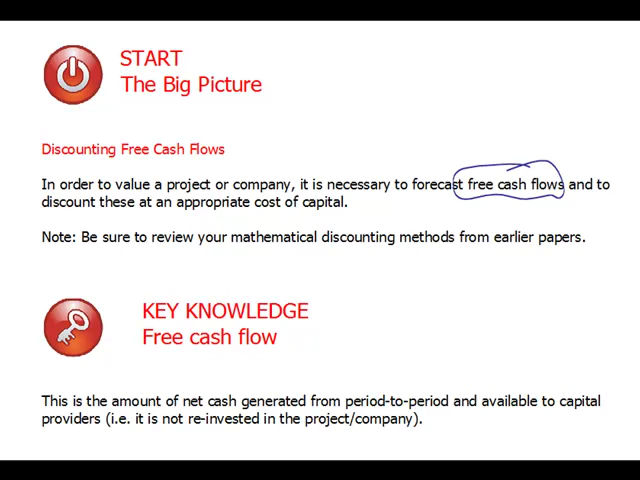 START
The Big Picture
Discounting Free Cash Flows
In order to value a project or company, it is necessary to forecast free cash flows and to
discount these at an appropriate cost of capital.
Note: Be sure to review your mathematical discounting methods from earlier papers.
KEY KNOWLEDGE
Free cash flow
This is the amount of net cash generated from period-to-period and available to capital
providers (i.e. it is not re-invested in the project/company).